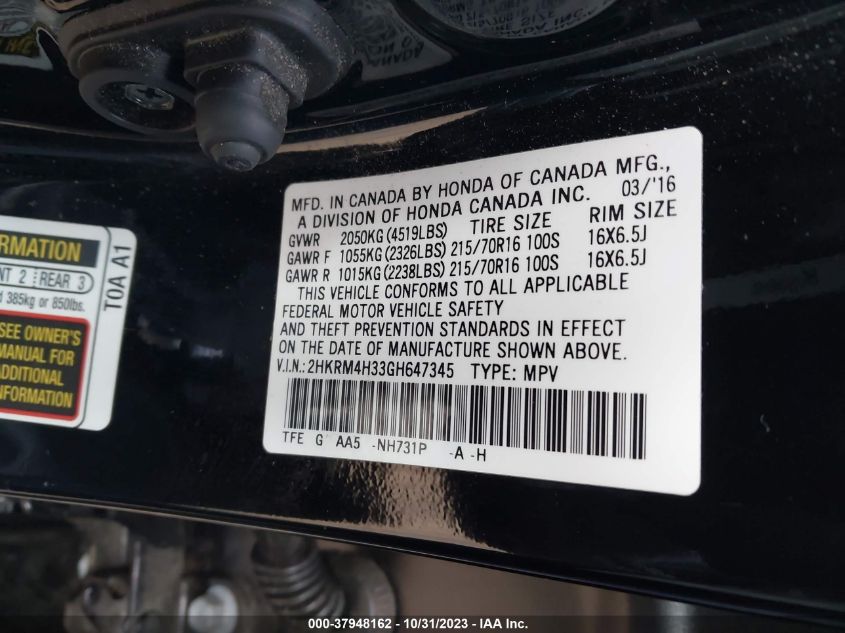 MFD. IN CANADA BY HONDA OF CANADA MFG.,
A DIVISION OF HONDA CANADA INC. 03/'16
GVWR 2050KG (4519LBS) TIRE SIZE RIM SIZE
GAWR F 1055KG (2326LBS) 215/70R16 100S 16X6.5J
GAWR R 1015KG (2238LBS) 215/70R16 100S 16X6.5J
THIS VEHICLE CONFORMS TO ALL APPLICABLE
FEDERAL MOTOR VEHICLE SAFETY
AND THEFT PREVENTION STANDARDS IN EFFECT
ON THE DATE OF MANUFACTURE SHOWN ABOVE.
V.I.N.: 2HKRM4H33GH647345 TYPE: MPV
TFE G AA5 -NH731P -A -H
RMATION
NT 2 REAR 3
385kg or 850lbs.
SEE OWNER'S
MANUAL FOR
ADDITIONAL
INFORMATION
T0A A1
000-37948162 - 10/31/2023 - IAA Inc.